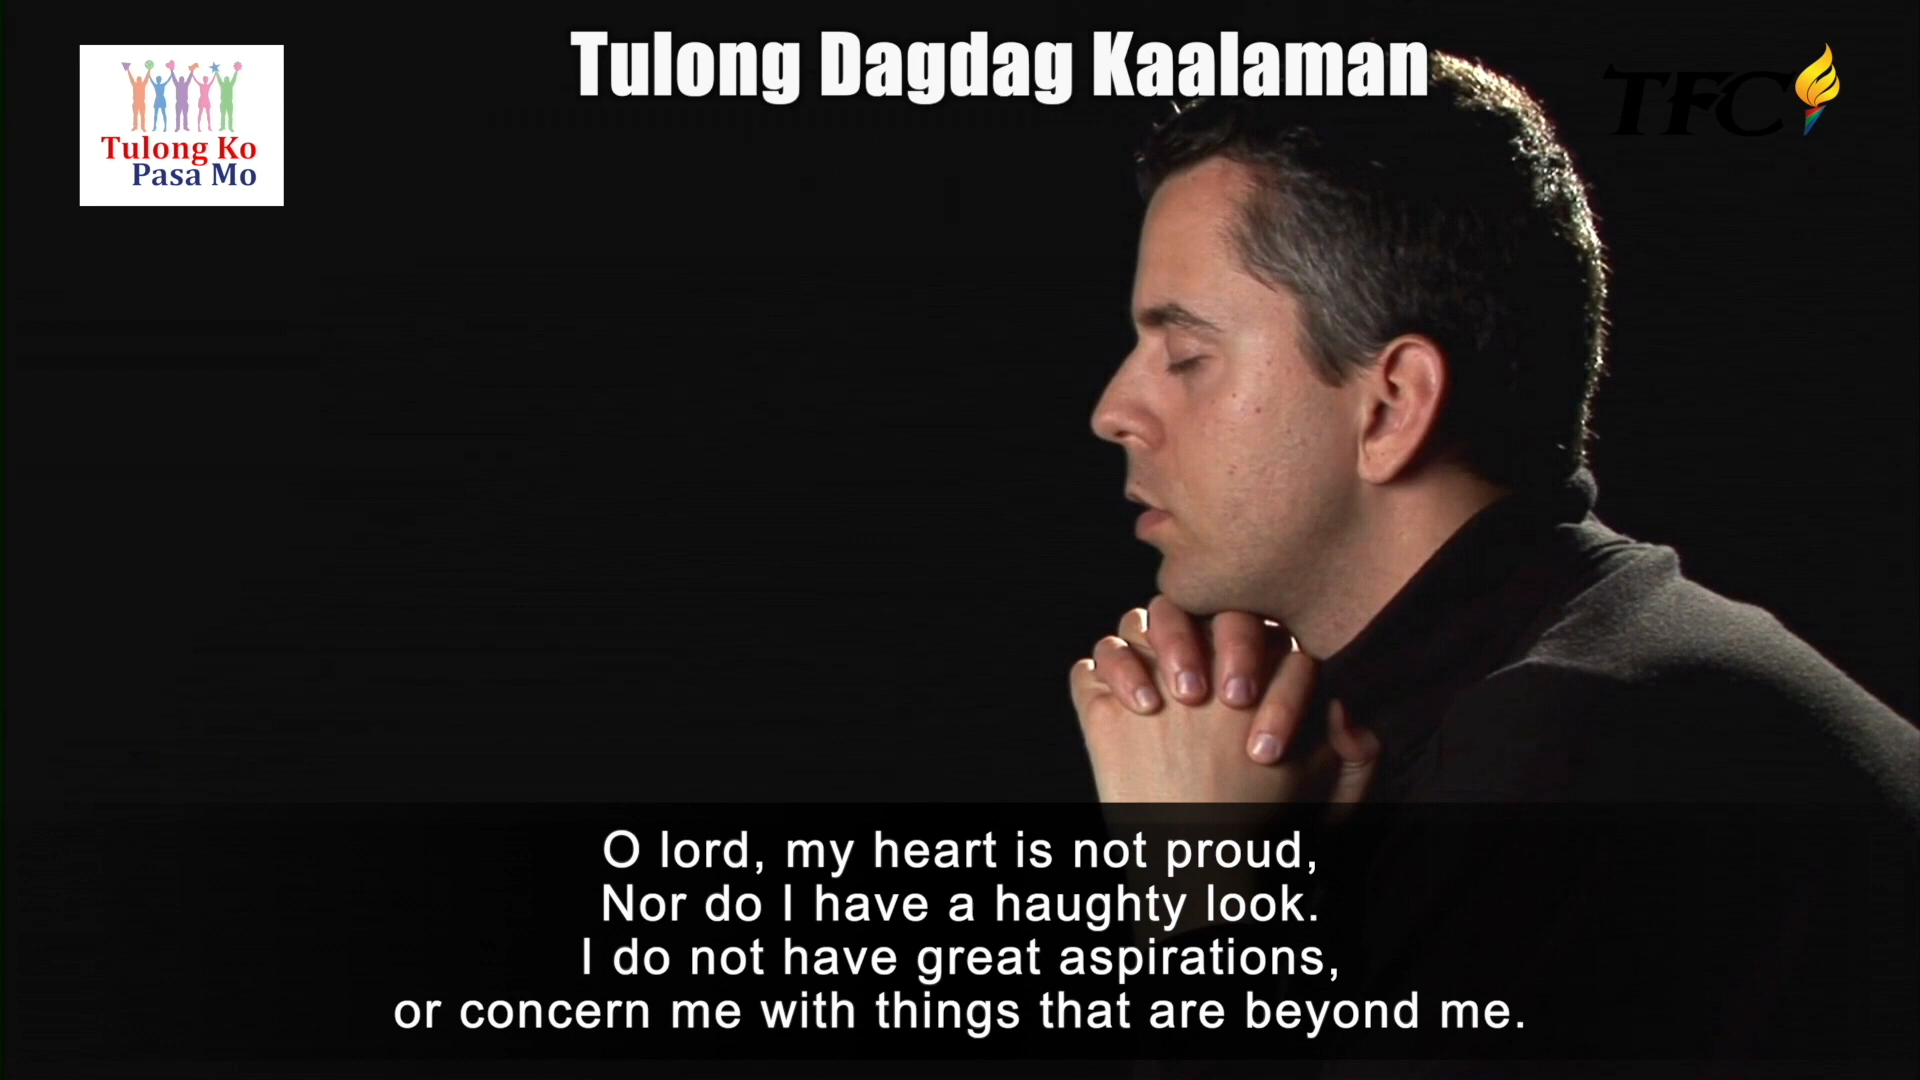 Tulong Dagdag Kaalaman
TFC
Tulong Ko
Pasa Mo
O lord, my heart is not proud,
Nor do I have a haughty look.
I do not have great aspirations,
or concern me with things that are beyond me.